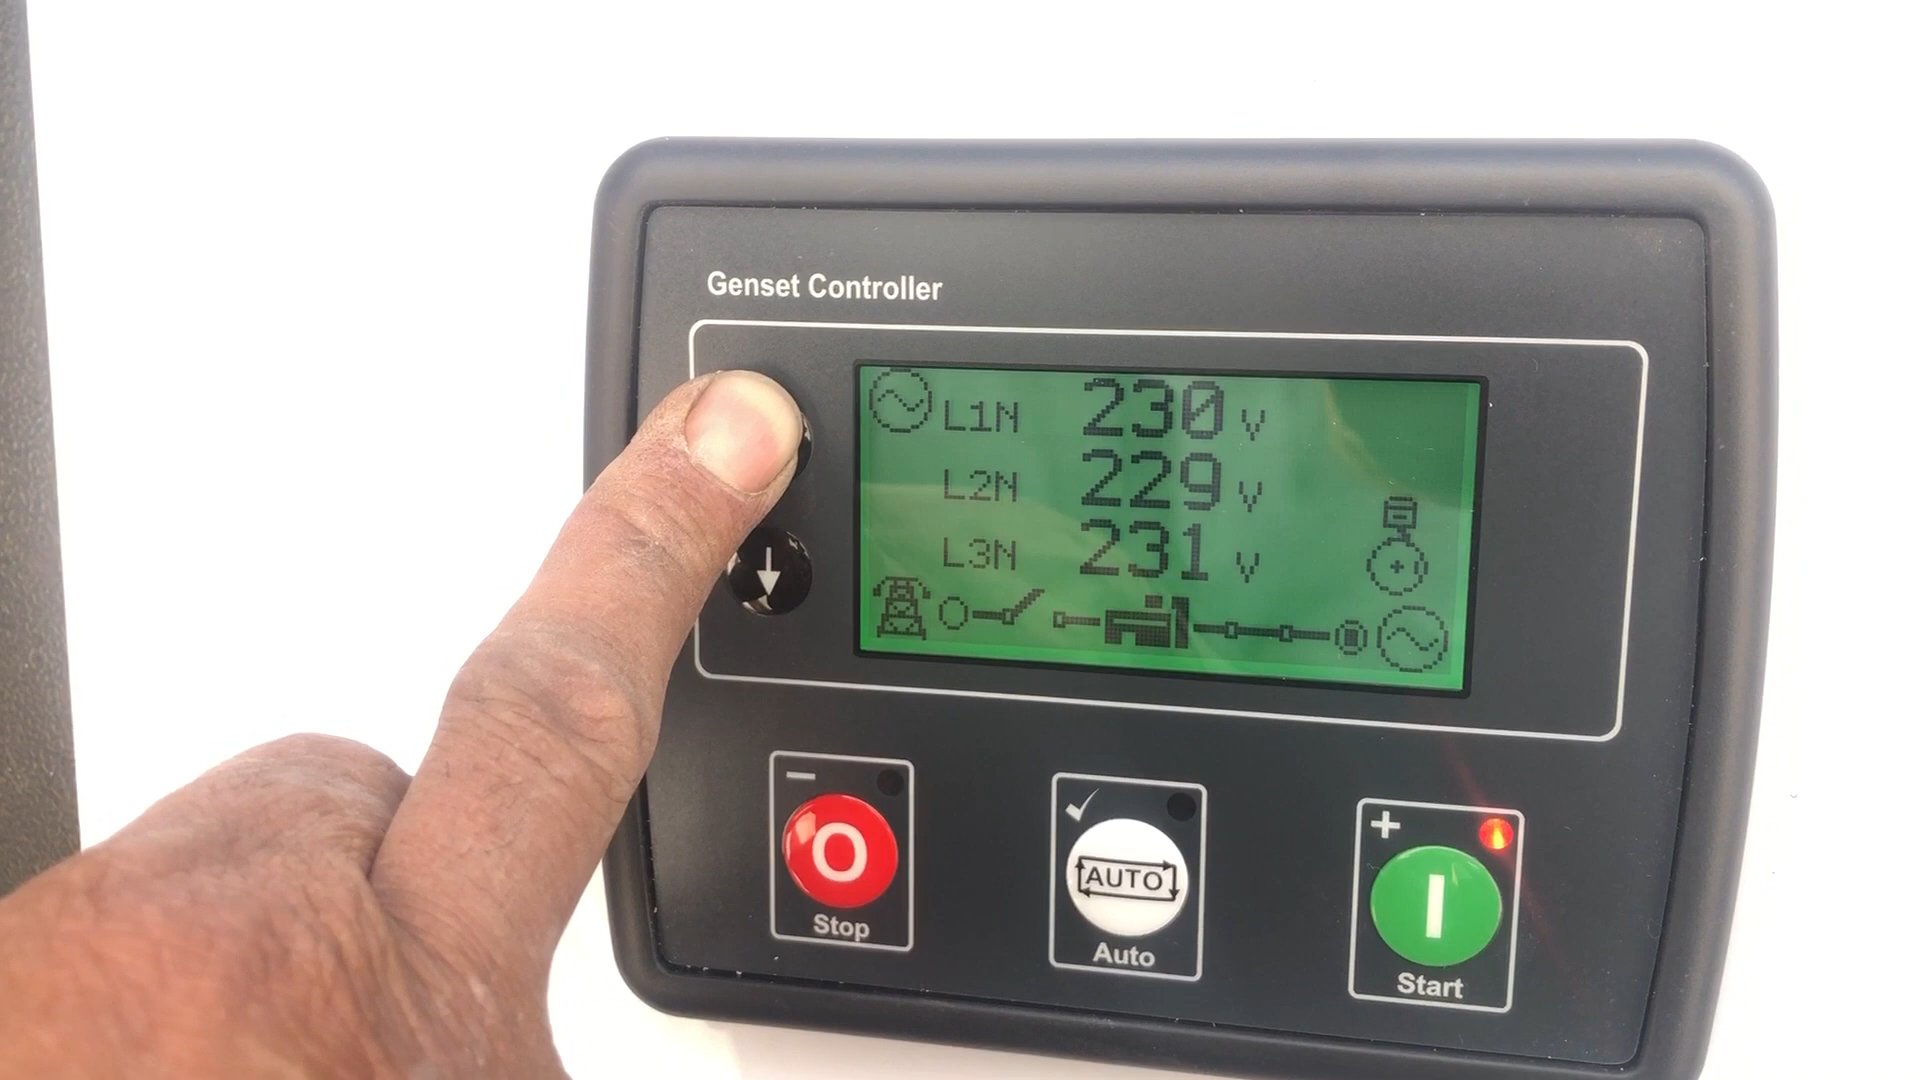 Genset Controller
L1N 230 V
L2N 229 V
L3N 231 V
O
Stop
AUTO
Auto
I
Start